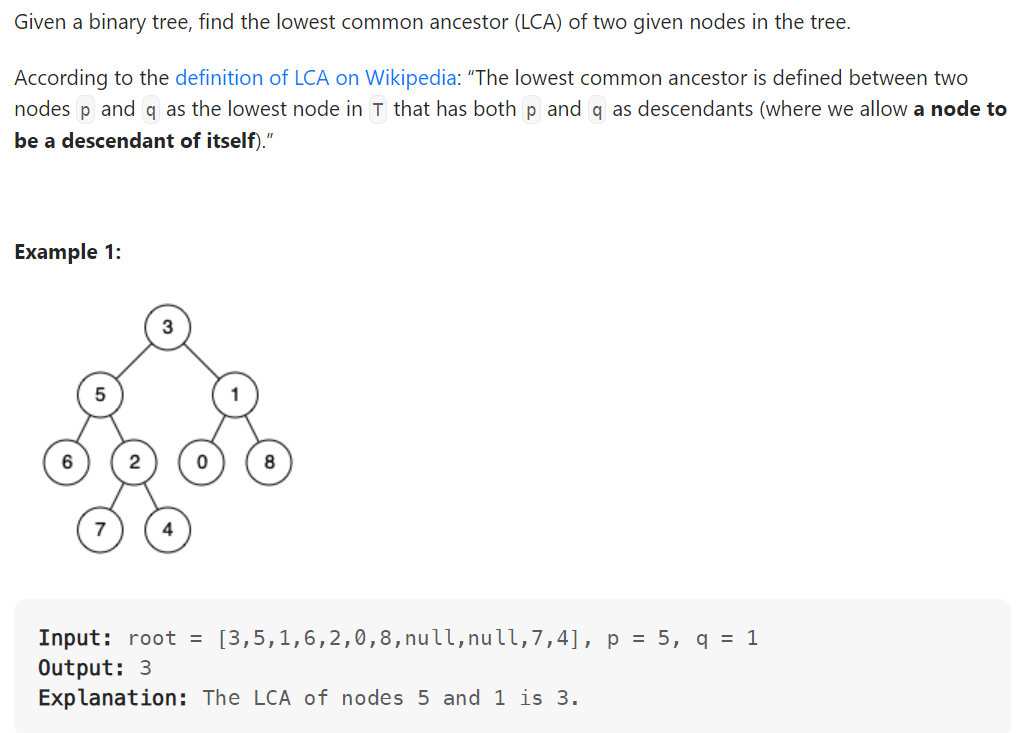 Given a binary tree, find the lowest common ancestor (LCA) of two given nodes in the tree.
According to the definition of LCA on Wikipedia: “The lowest common ancestor is defined between two
nodes p and q as the lowest node in T that has both p and q as descendants (where we allow a node to
be a descendant of itself).”
Example 1:
3
5 1
6 2 0 8
7 4
Input: root = [3,5,1,6,2,0,8,null,null,7,4], p = 5, q = 1
Output: 3
Explanation: The LCA of nodes 5 and 1 is 3.